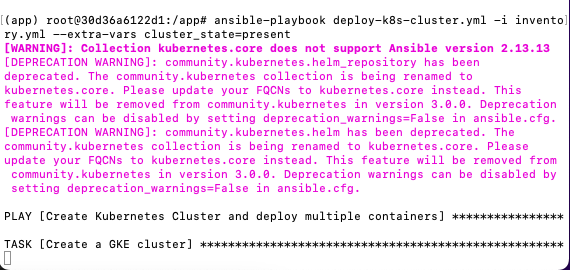 (app) root@30d36a6122d1:/app# ansible-playbook deploy-k8s-cluster.yml -i invento
ry.yml --extra-vars cluster_state=present
[WARNING]: Collection kubernetes.core does not support Ansible version 2.13.13
[DEPRECATION WARNING]: community.kubernetes.helm_repository has been
deprecated. The community.kubernetes collection is being renamed to
kubernetes.core. Please update your FQCNs to kubernetes.core instead. This
feature will be removed from community.kubernetes in version 3.0.0. Deprecation
warnings can be disabled by setting deprecation_warnings=False in ansible.cfg.
[DEPRECATION WARNING]: community.kubernetes.helm has been deprecated. The
community.kubernetes collection is being renamed to kubernetes.core. Please
update your FQCNs to kubernetes.core instead. This feature will be removed from
community.kubernetes in version 3.0.0. Deprecation warnings can be disabled by
setting deprecation_warnings=False in ansible.cfg.
PLAY [Create Kubernetes Cluster and deploy multiple containers] ****************
TASK [Create a GKE cluster] ****************************************************